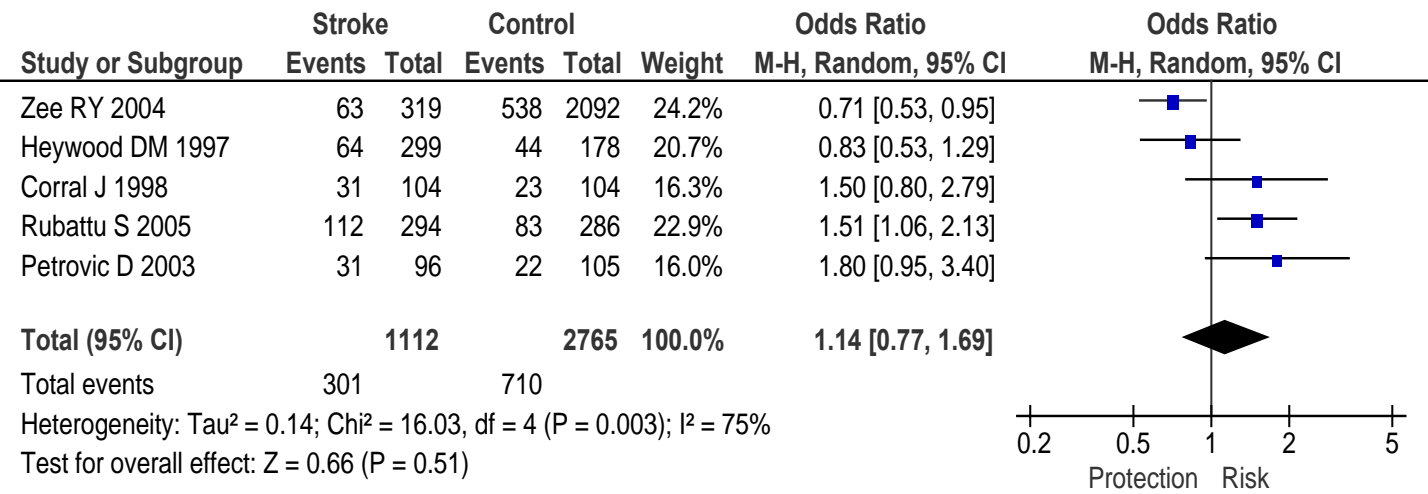 Stroke Control Odds Ratio Odds Ratio
Study or Subgroup Events Total Events Total Weight M-H, Random, 95% CI M-H, Random, 95% CI
Zee RY 2004 63 319 538 2092 24.2% 0.71 [0.53, 0.95]
Heywood DM 1997 64 299 44 178 20.7% 0.83 [0.53, 1.29]
Corral J 1998 31 104 23 104 16.3% 1.50 [0.80, 2.79]
Rubattu S 2005 112 294 83 286 22.9% 1.51 [1.06, 2.13]
Petrovic D 2003 31 96 22 105 16.0% 1.80 [0.95, 3.40]
Total (95% CI) 1112 2765 100.0% 1.14 [0.77, 1.69]
Total events 301 710
Heterogeneity: Tau² = 0.14; Chi² = 16.03, df = 4 (P = 0.003); I² = 75%
Test for overall effect: Z = 0.66 (P = 0.51)
0.2 0.5 1 2 5
Protection Risk